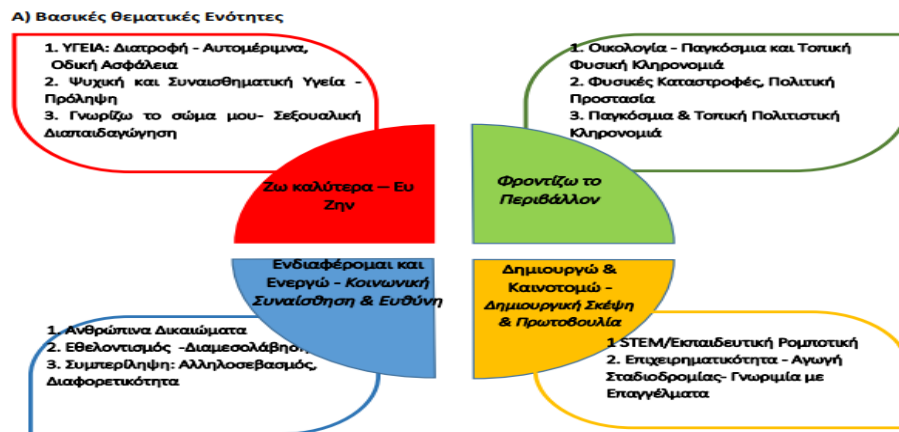 Α) Βασικές θεματικές Ενότητες
1. ΥΓΕΙΑ: Διατροφή - Αυτομέριμνα,
Οδική Ασφάλεια
2. Ψυχική και Συναισθηματική Υγεία -
Πρόληψη
3. Γνωρίζω το σώμα μου- Σεξουαλική
Διαπαιδαγώγηση
Ζω καλύτερα – Ευ
Ζην
1. Οικολογία - Παγκόσμια και Τοπική
Φυσική Κληρονομιά
2. Φυσικές Καταστροφές, Πολιτική
Προστασία
3. Παγκόσμια & Τοπική Πολιτιστική
Κληρονομιά
Φροντίζω το
Περιβάλλον
Ενδιαφέρομαι και
Ενεργώ - Κοινωνική
Συναίσθηση & Ευθύνη
1. Ανθρώπινα Δικαιώματα
2. Εθελοντισμός -Διαμεσολάβηση,
3. Συμπερίληψη: Αλληλοσεβασμός,
Διαφορετικότητα
Δημιουργώ &
Καινοτομώ -
Δημιουργική Σκέψη
& Πρωτοβουλία
1 STEM/Εκπαιδευτική Ρομποτική
2. Επιχειρηματικότητα - Αγωγή
Σταδιοδρομίας- Γνωριμία με
Επαγγέλματα